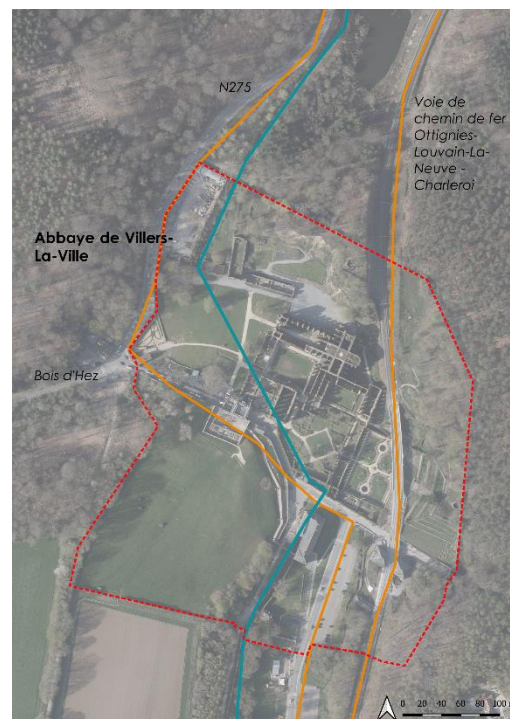 N275
Voie de
chemin de fer
Ottignies-
Louvain-La-
Neuve -
Charleroi
Abbaye de Villers-
La-Ville
Bois d'Hez
0 20 40 60 80 100